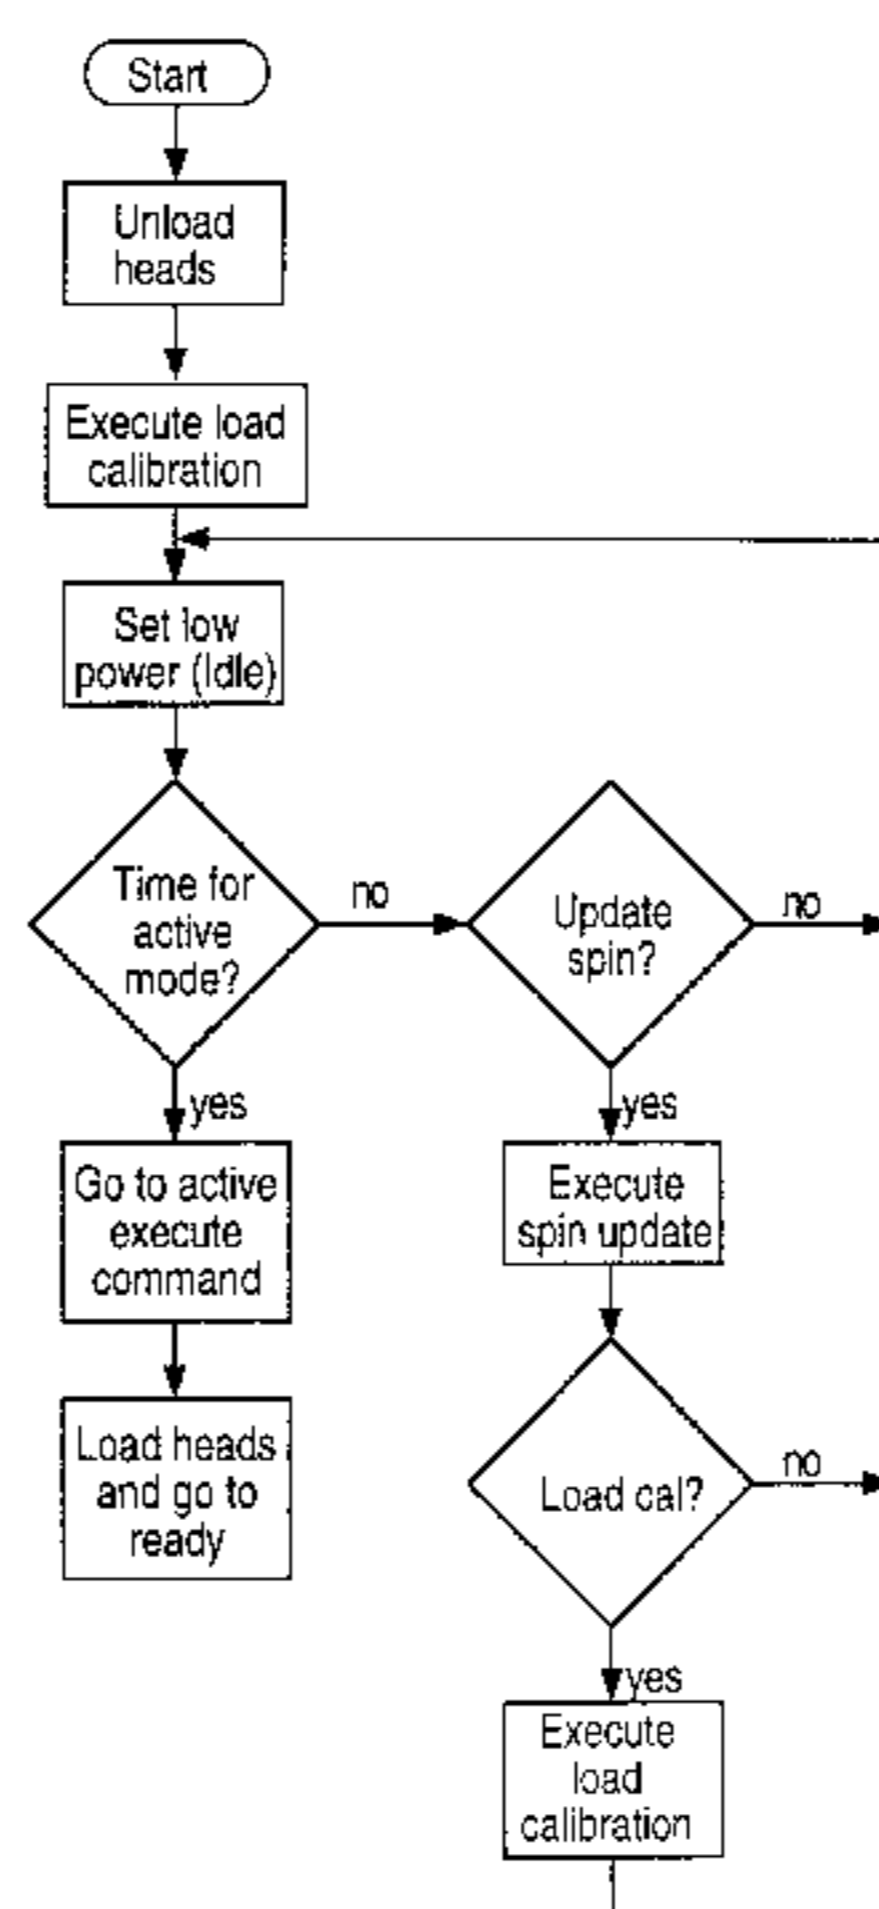 Start
Unload
heads
Execute load
calibration
Set low
power (Idle)
Time for
active
mode?
no
Update
spin?
no
yes
yes
Go to active
execute
command
Execute
spin update
Load heads
and go to
ready
Load cal?
no
yes
Execute
load
calibration